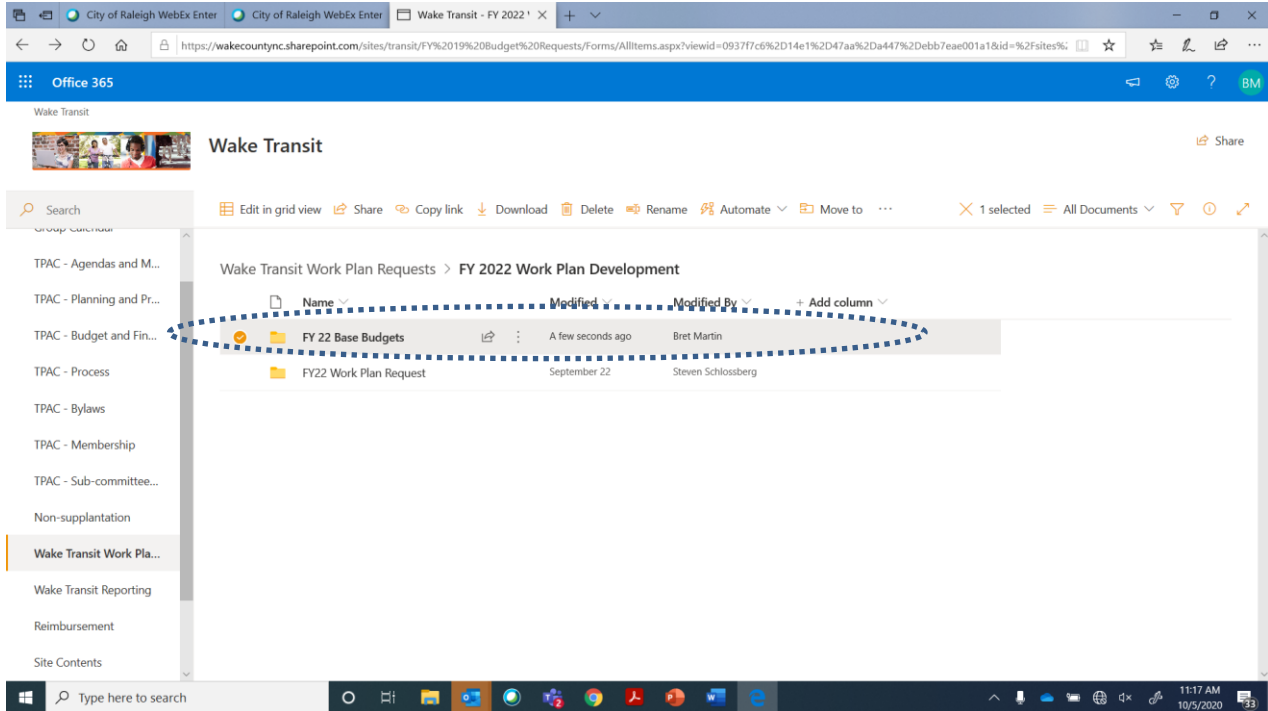 City of Raleigh WebEx Enter
City of Raleigh WebEx Enter
Wake Transit - FY 2022 '
https://wakecountync.sharepoint.com/sites/transit/FY%2019%20Budget%20Requests/Forms/AllItems.aspx?viewid=0937f7c6%2D14e1%2D47aa%2Da447%2Debb7eae001a1&id=%2Fsites%
Office 365
?
BM
Wake Transit
Wake Transit
Share
Search
Edit in grid view
Share
Copy link
Download
Delete
Rename
Automate
Move to
1 selected
All Documents
Group Calendar
TPAC - Agendas and M...
TPAC - Planning and Pr...
TPAC - Budget and Fin...
TPAC - Process
TPAC - Bylaws
TPAC - Membership
TPAC - Sub-committee...
Non-supplantation
Wake Transit Work Pla...
Wake Transit Reporting
Reimbursement
Site Contents
Wake Transit Work Plan Requests > FY 2022 Work Plan Development
Name Modified Modified By + Add column
FY 22 Base Budgets A few seconds ago Bret Martin
FY22 Work Plan Request September 22 Steven Schlossberg
Type here to search
11:17 AM
10/5/2020
33